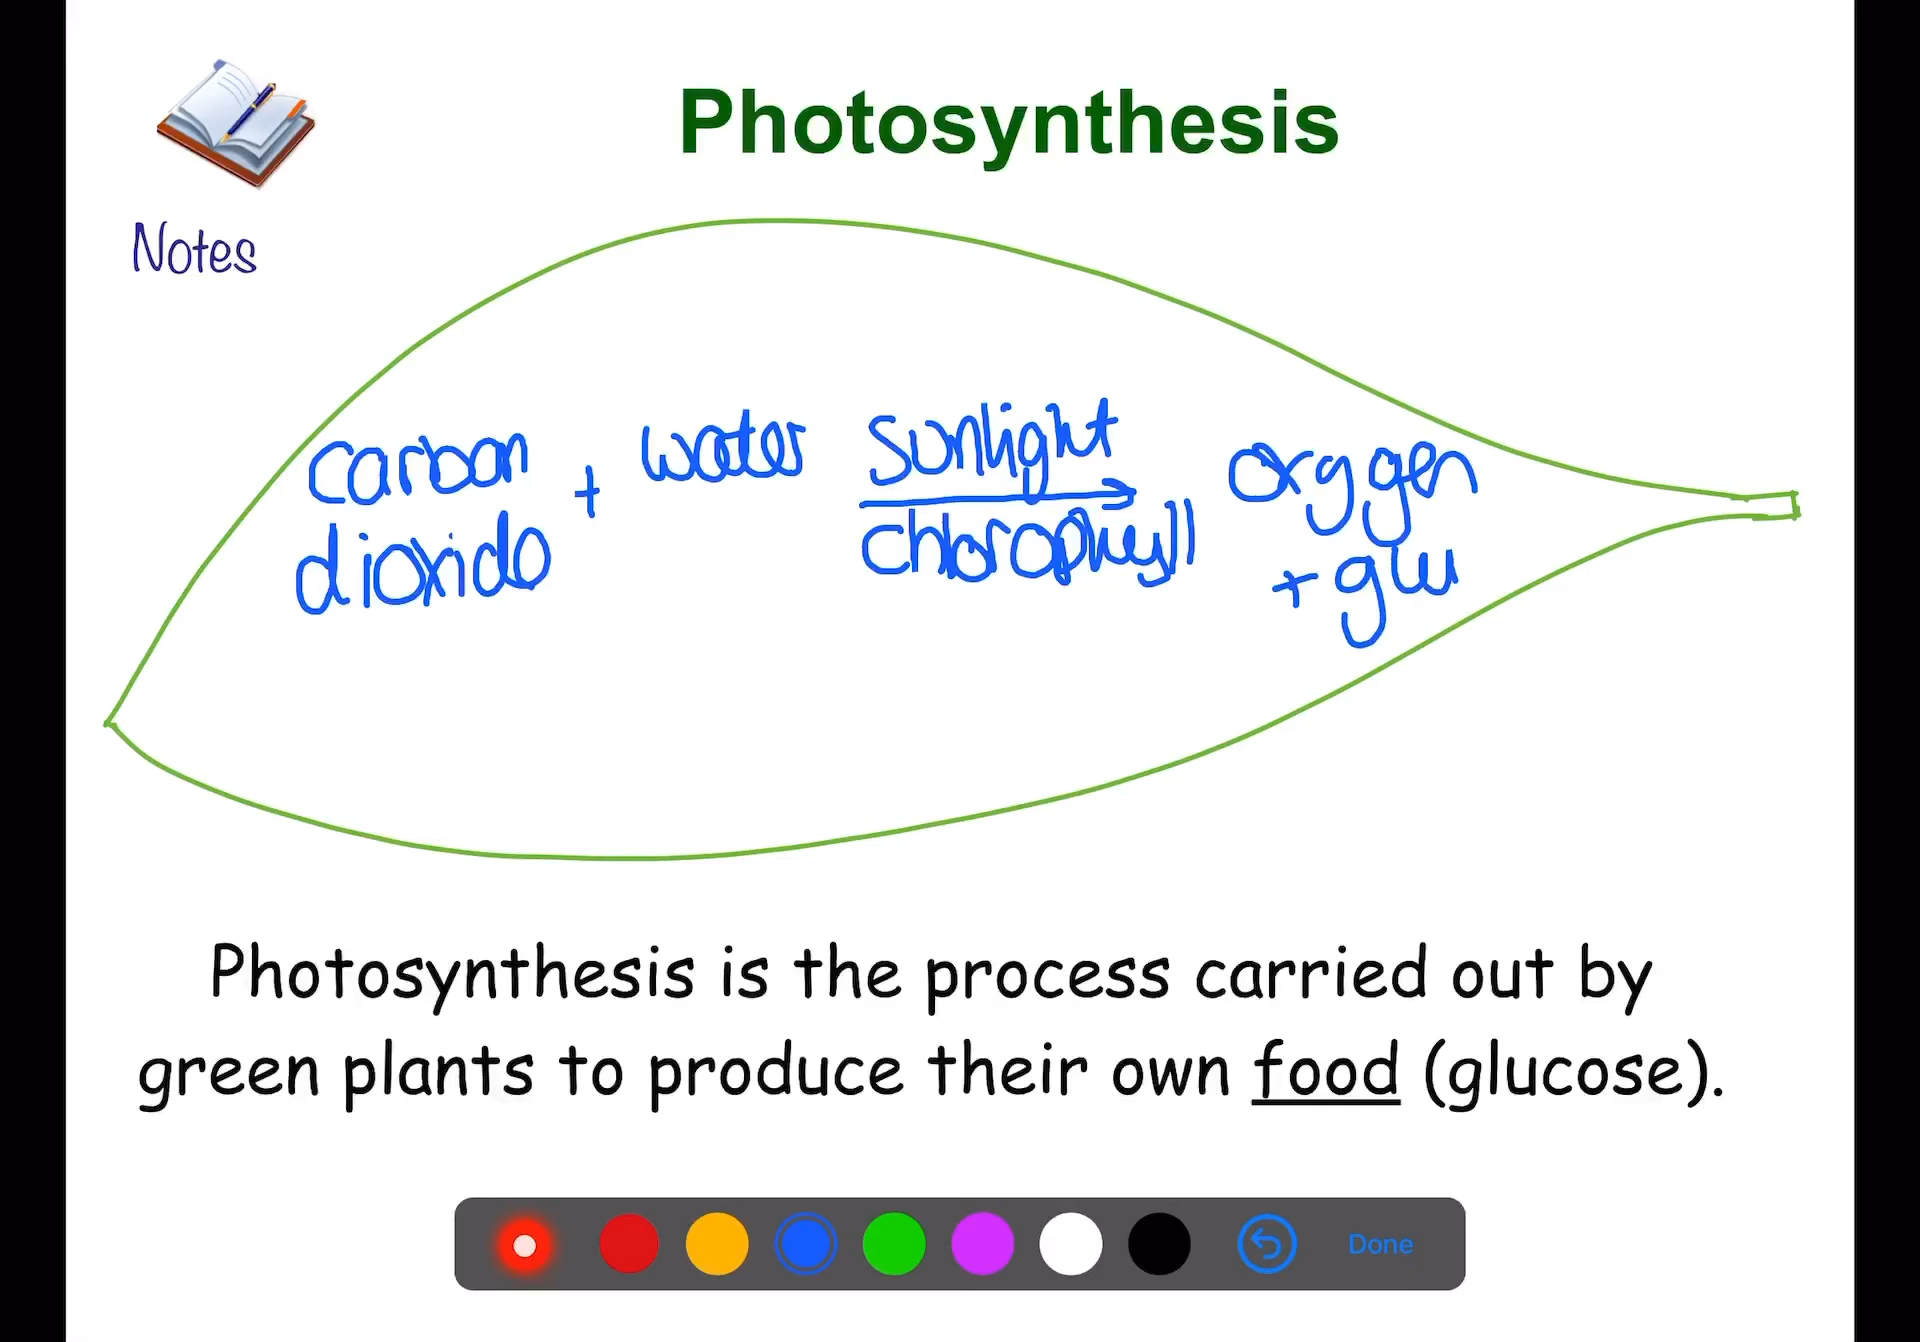 Photosynthesis
Notes
carbon dioxide + water sunlight chlorophyll oxygen + glu
Photosynthesis is the process carried out by
green plants to produce their own food (glucose).
Done